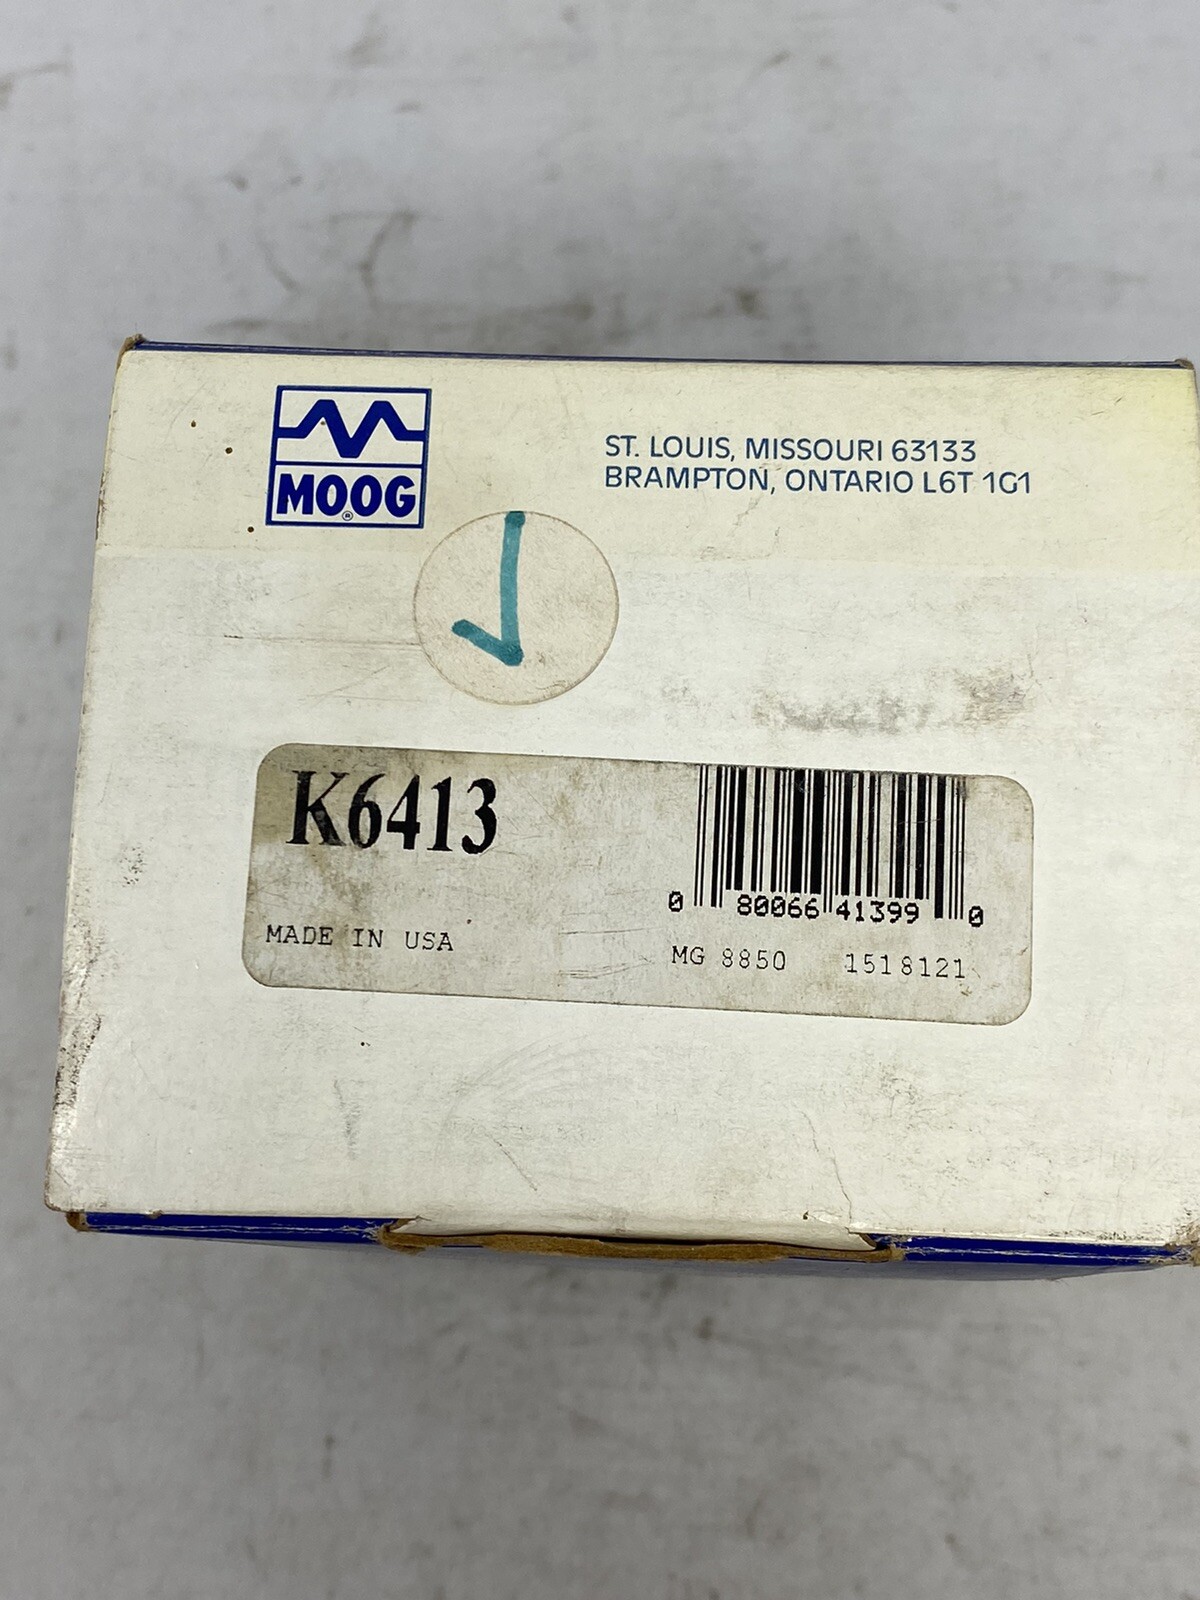 MOOG®
ST. LOUIS, MISSOURI 63133
BRAMPTON, ONTARIO L6T 1G1
K6413
0 80066 41399 0
MADE IN USA
MG 8850 1518121